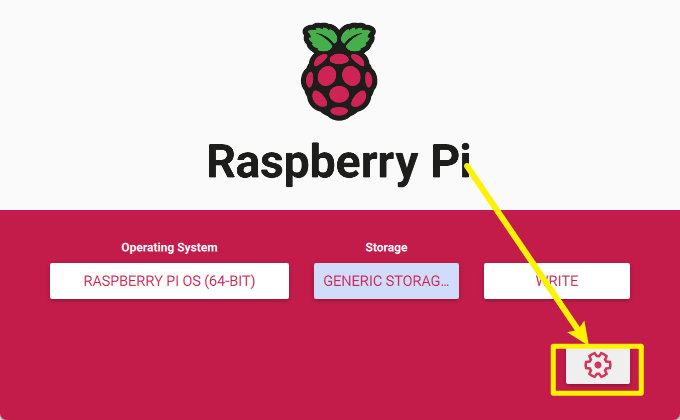 Raspberry Pi
Operating System
Storage
RASPBERRY PI OS (64-BIT)
GENERIC STORAG...
WRITE